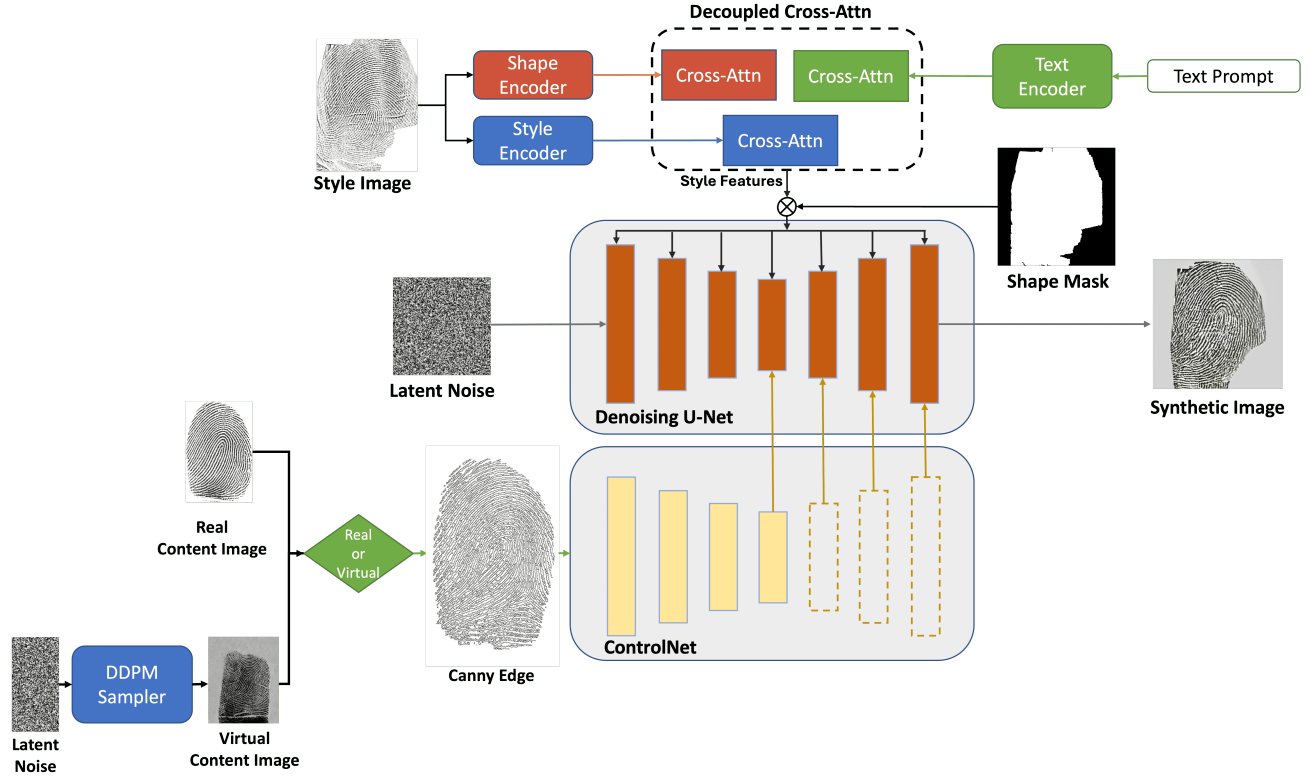 Decoupled Cross-Attn
Shape
Encoder
Cross-Attn
Cross-Attn
Text
Encoder
Text Prompt
Style
Encoder
Cross-Attn
Style Image
Style Features
Shape Mask
Latent Noise
Denoising U-Net
Synthetic Image
Real
Content Image
Real
or
Virtual
Canny Edge
ControlNet
DDPM
Sampler
Latent
Noise
Virtual
Content Image